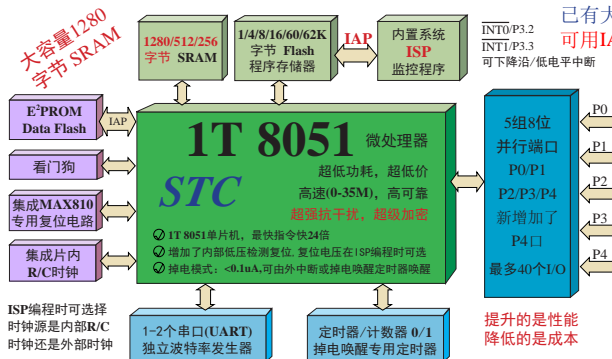 大容量1280
字节 SRAM
1280/512/256
字节 SRAM
1/4/8/16/60/62K
字节 Flash
程序存储器
IAP
内置系统
ISP
监控程序
INT0/P3.2
INT1/P3.3
可下降沿/低电平中断
已有大
可用IA
E²PROM
Data Flash
IAP
看门狗
集成MAX810
专用复位电路
集成片内
R/C时钟
1T 8051 微处理器
STC
超低功耗,超低价
高速(0-35M),高可靠
超强抗干扰,超级加密
1T 8051单片机,最快指令快24倍
增加了内部低压检测复位, 复位电压在ISP编程时可选
掉电模式:<0.1uA,可由外中断或掉电唤醒定时器唤醒
5组8位
并行端口
P0/P1
P2/P3/P4
新增加了
P4口
最多40个I/O
P0
P1
P2
P3
P4
ISP编程时可选择
时钟源是内部R/C
时钟还是外部时钟
1-2个串口(UART)
独立波特率发生器
定时器/计数器 0/1
掉电唤醒专用定时器
提升的是性能
降低的是成本